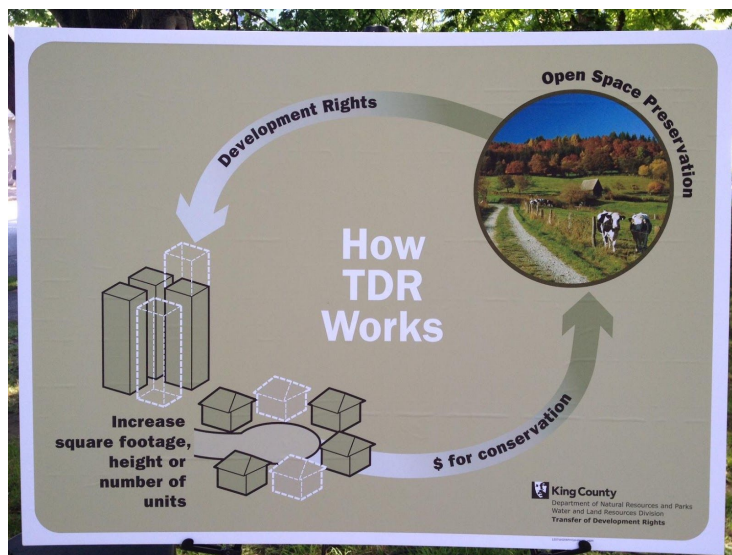 Open Space Preservation
Development Rights
How
TDR
Works
Increase
square footage,
height or
number of
units
$ for conservation
King County
Department of Natural Resources and Parks
Water and Land Resources Division
Transfer of Development Rights